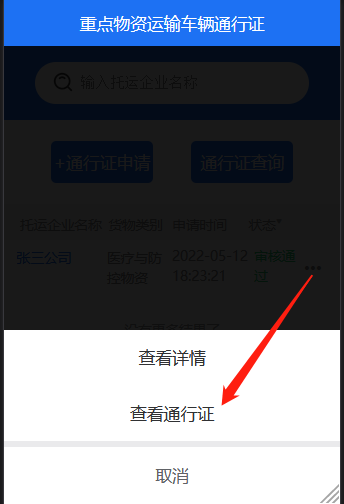 重点物资运输车辆通行证
输入托运企业名称
+通行证申请 通行证查询
托运企业名称 货物类别 申请时间 状态
张三公司 医疗与防 2022-05-12 审核通
控物资 18:23:21 过
查看详情
查看通行证
取消